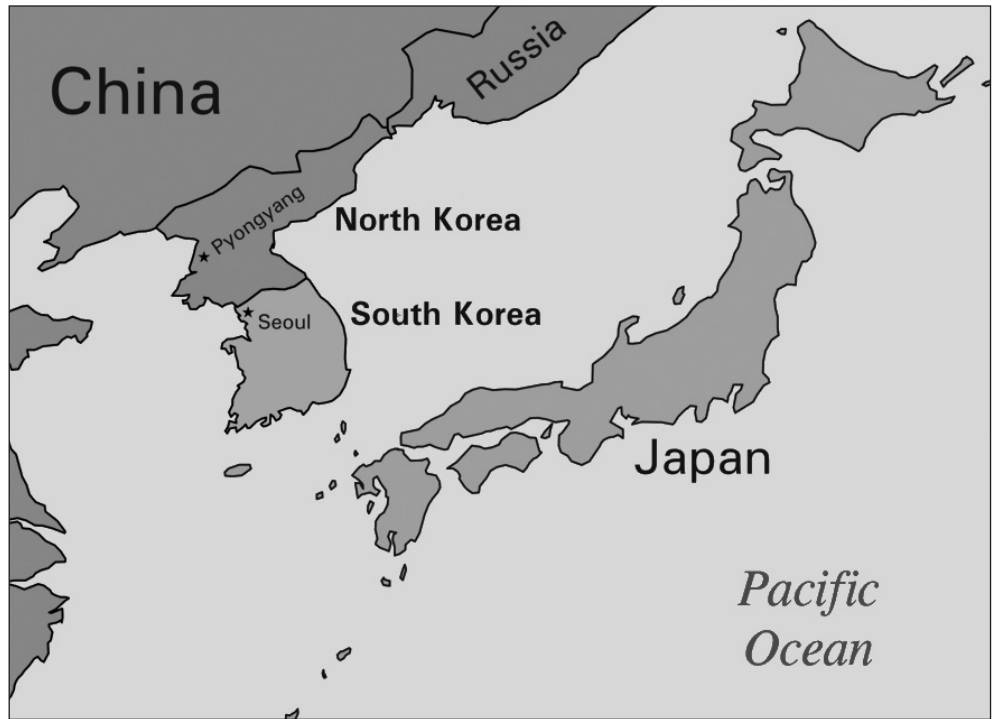 China
Russia
Pyongyang
North Korea
South Korea
Seoul
Japan
Pacific
Ocean